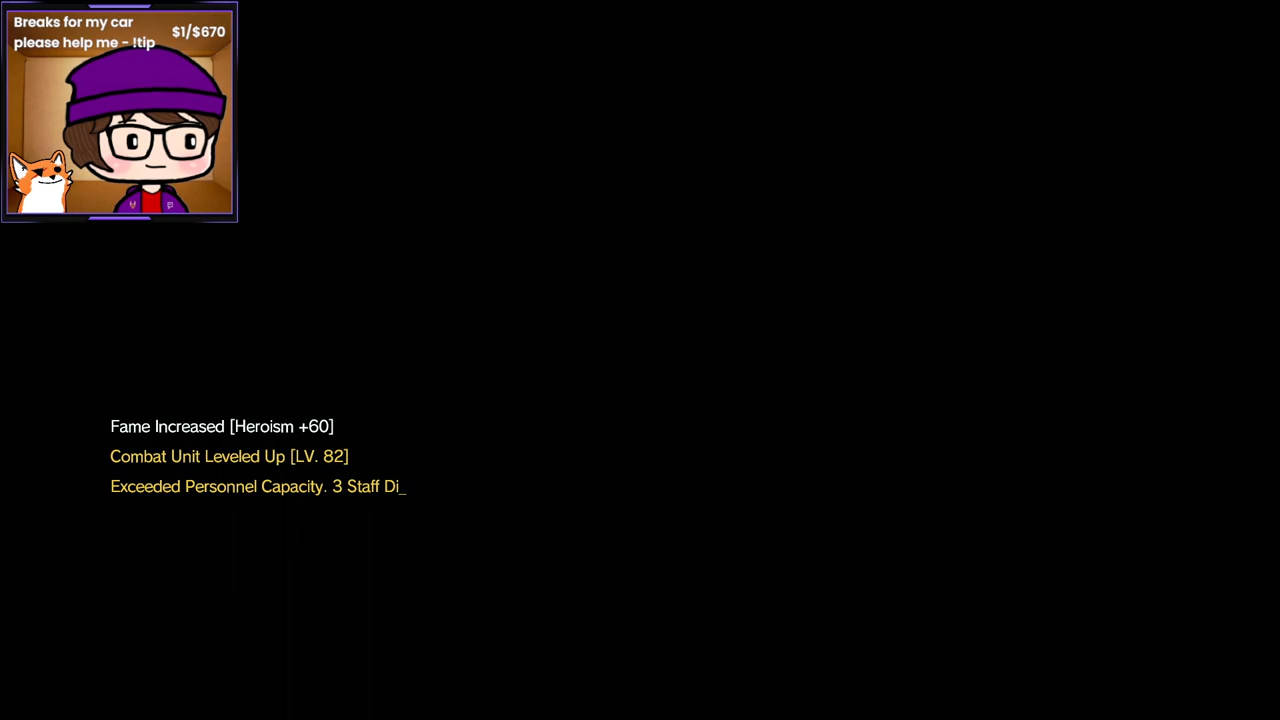 Breaks for my car
please help me - !tip
$1/$670
Fame Increased [Heroism +60]
Combat Unit Leveled Up [LV. 82]
Exceeded Personnel Capacity. 3 Staff Di_